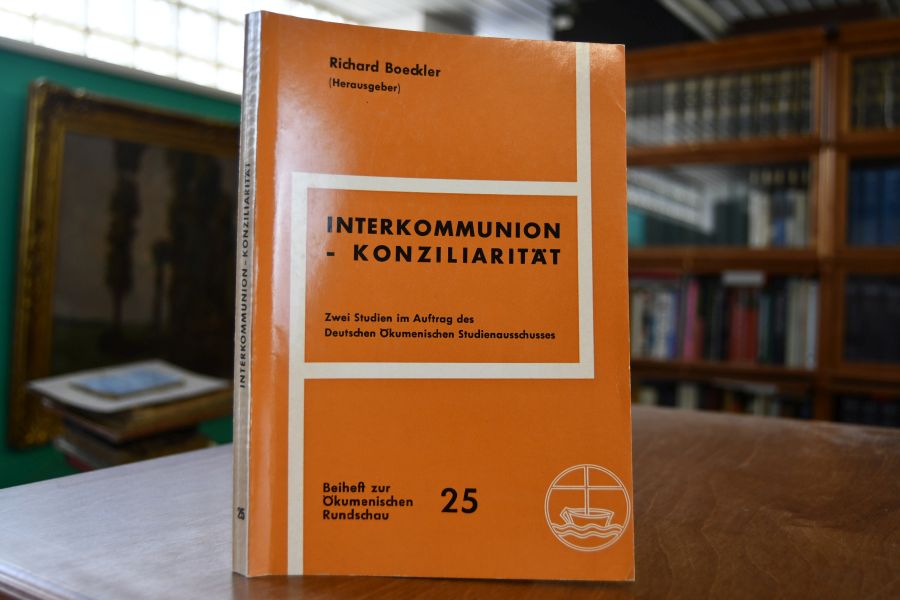 Richard Boeckler
(Herausgeber)
INTERKOMMUNION
- KONZILIARITÄT
Zwei Studien im Auftrag des
Deutschen Ökumenischen Studienausschusses
Beiheft zur
Ökumenischen
Rundschau
25
INTERKOMMUNION - KONZILIARITÄT
25